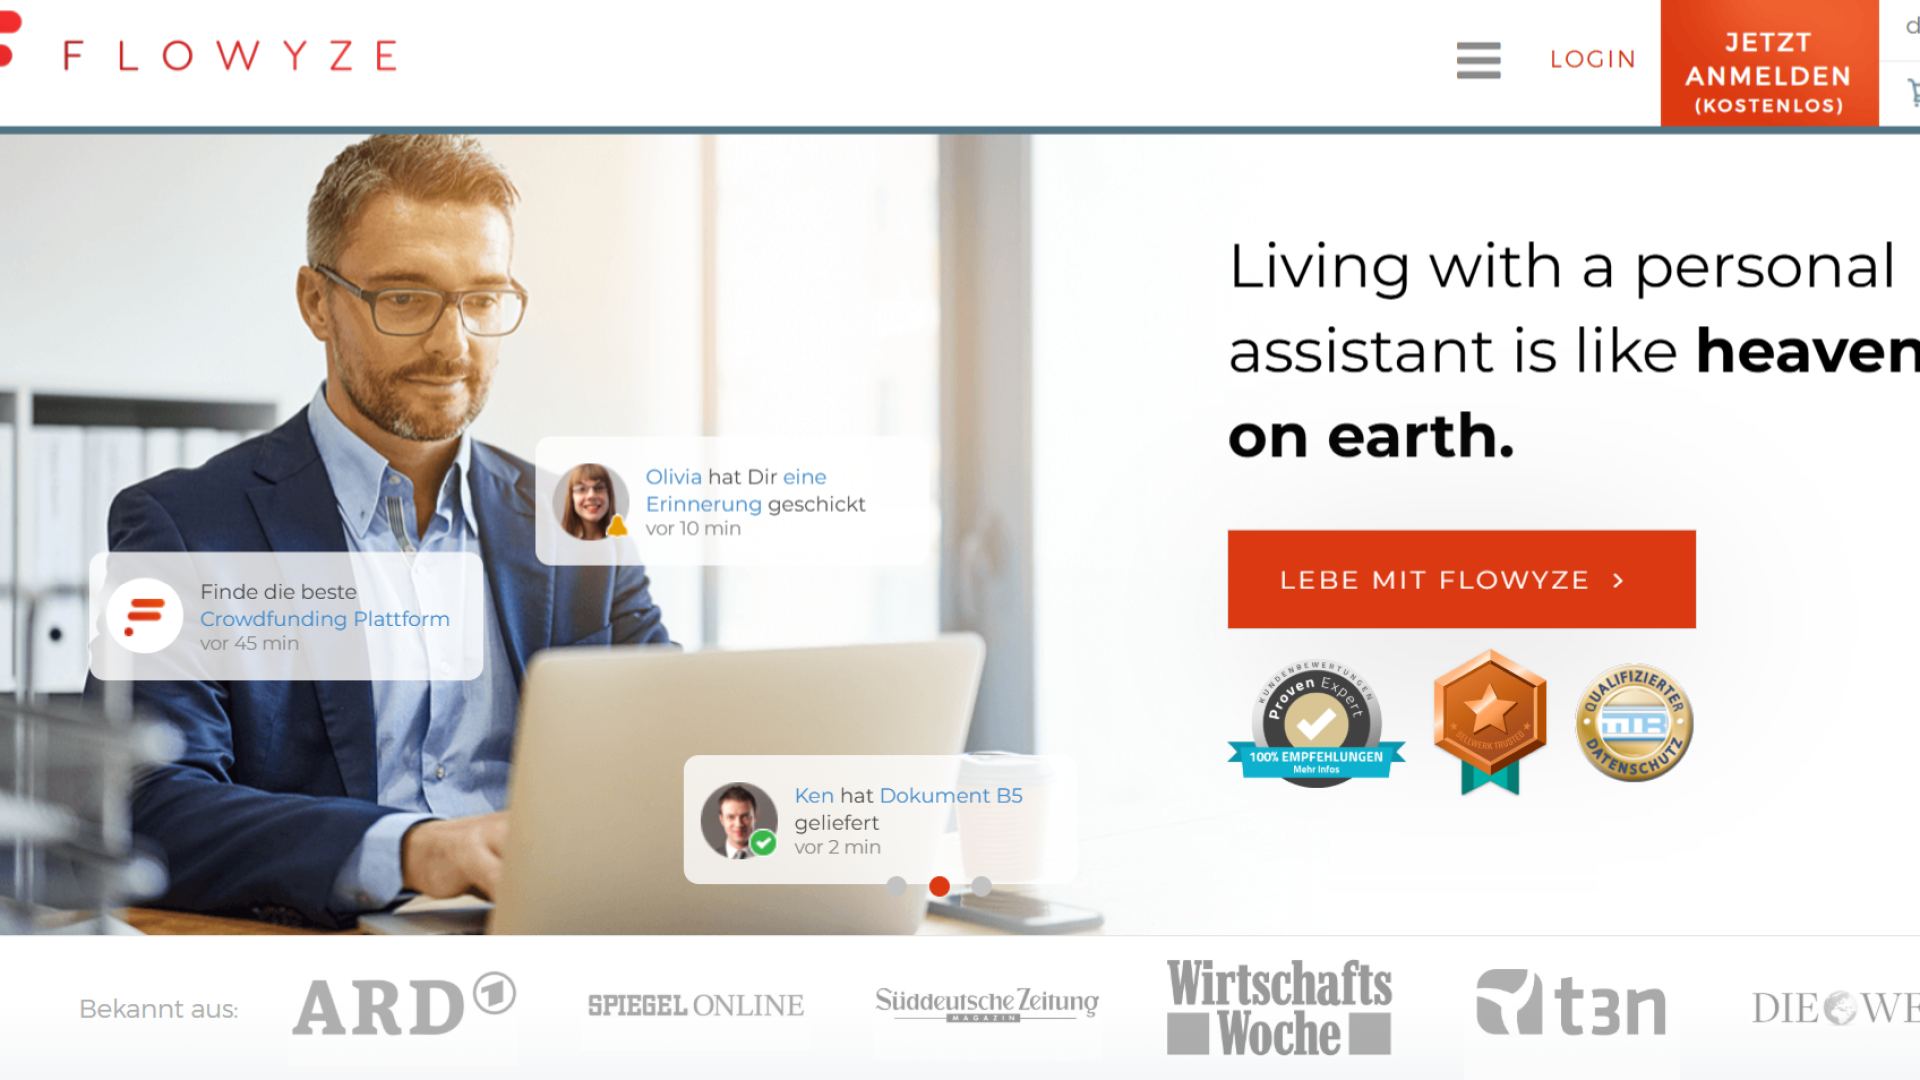 FLOWYZE
LOGIN
JETZT
ANMELDEN
(KOSTENLOS)
Living with a personal
assistant is like heaven
on earth.
Olivia hat Dir eine
Erinnerung geschickt
vor 10 min
Finde die beste
Crowdfunding Plattform
vor 45 min
LEBE MIT FLOWYZE
KUNDENBEWERTUNGEN
Proven Expert
100% EMPFEHLUNGEN
Mehr Infos
QUALIFIZIERTER
DATENSCHUTZ
Ken hat Dokument B5
geliefert
vor 2 min
Bekannt aus:
ARD 1
SPIEGEL ONLINE
Süddeutsche Zeitung
MAGAZIN
Wirtschafts
Woche
t3n
DIE WE